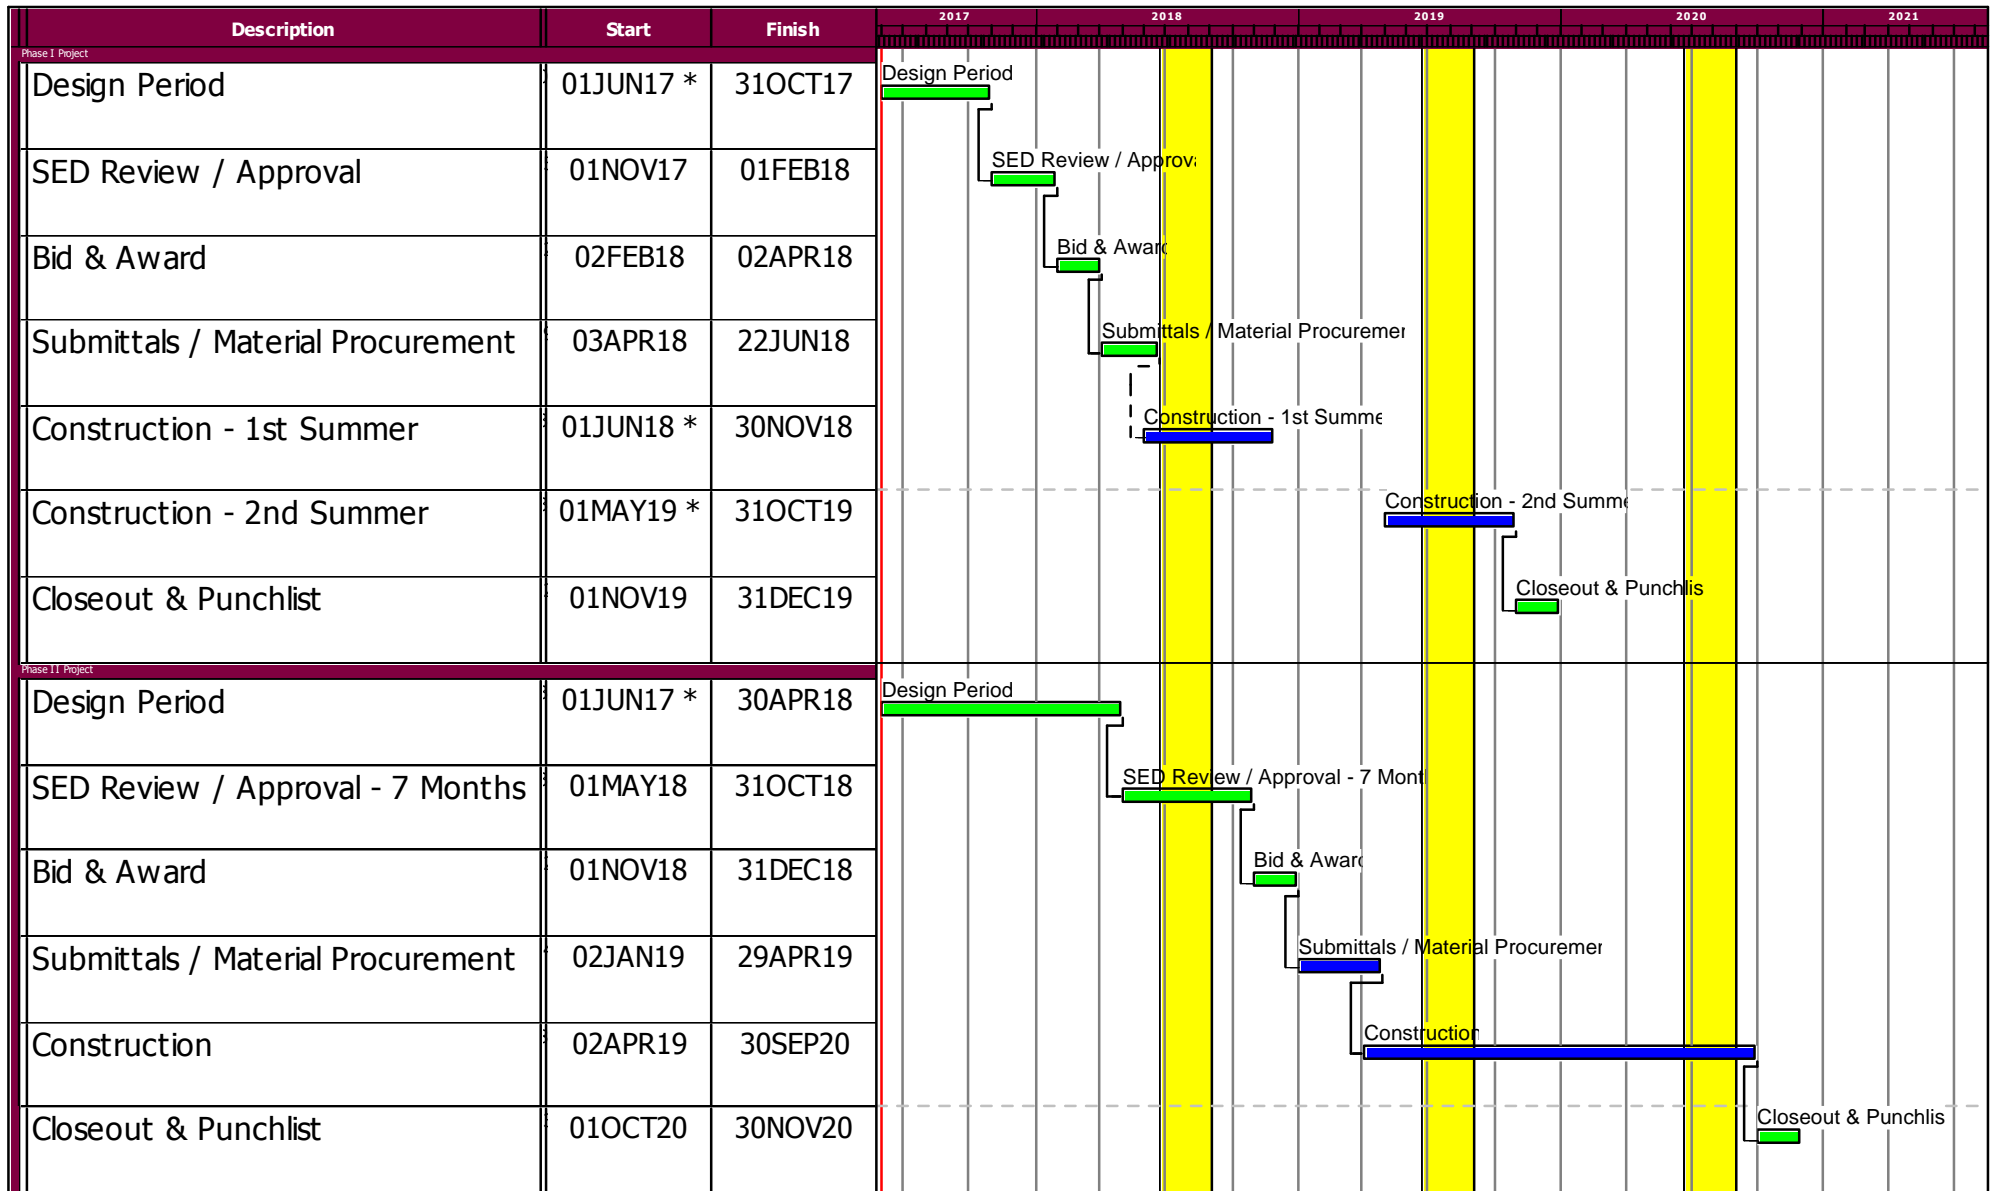 Description Start Finish 2017 2018 2019 2020 2021
Phase I Project
Design Period 01JUN17 * 31OCT17 Design Period
SED Review / Approval 01NOV17 01FEB18 SED Review / Approva
Bid & Award 02FEB18 02APR18 Bid & Award
Submittals / Material Procurement 03APR18 22JUN18 Submittals / Material Procuremen
Construction - 1st Summer 01JUN18 * 30NOV18 Construction - 1st Summe
Construction - 2nd Summer 01MAY19 * 31OCT19 Construction - 2nd Summe
Closeout & Punchlist 01NOV19 31DEC19 Closeout & Punchlis
Phase II Project
Design Period 01JUN17 * 30APR18 Design Period
SED Review / Approval - 7 Months 01MAY18 31OCT18 SED Review / Approval - 7 Mont
Bid & Award 01NOV18 31DEC18 Bid & Award
Submittals / Material Procurement 02JAN19 29APR19 Submittals / Material Procuremen
Construction 02APR19 30SEP20 Construction
Closeout & Punchlist 01OCT20 30NOV20 Closeout & Punchlis